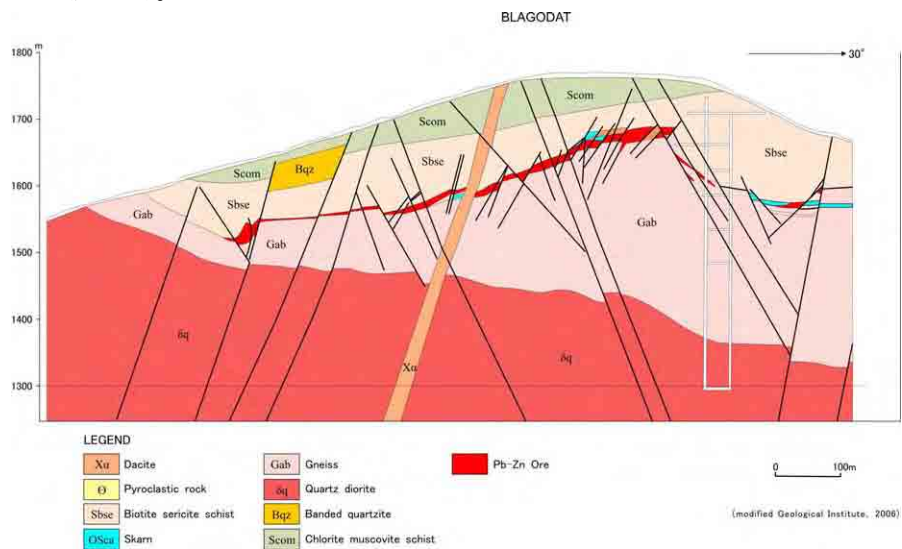 BLAGODAT
1800 m
30°
1700
1600
1500
1400
1300
Scom
Scom
Scom
Bqz
Sbse
Sbse
Sbse
Gab
Gab
Gab
δq
δq
Xα
LEGEND
Xα Dacite
Gab Gneiss
Pb-Zn Ore
Θ Pyroclastic rock
δq Quartz diorite
0 100m
Sbse Biotite sericite schist
Bqz Banded quartzite
OSca Skarn
Scom Chlorite muscovite schist
(modified Geological Institute, 2006)